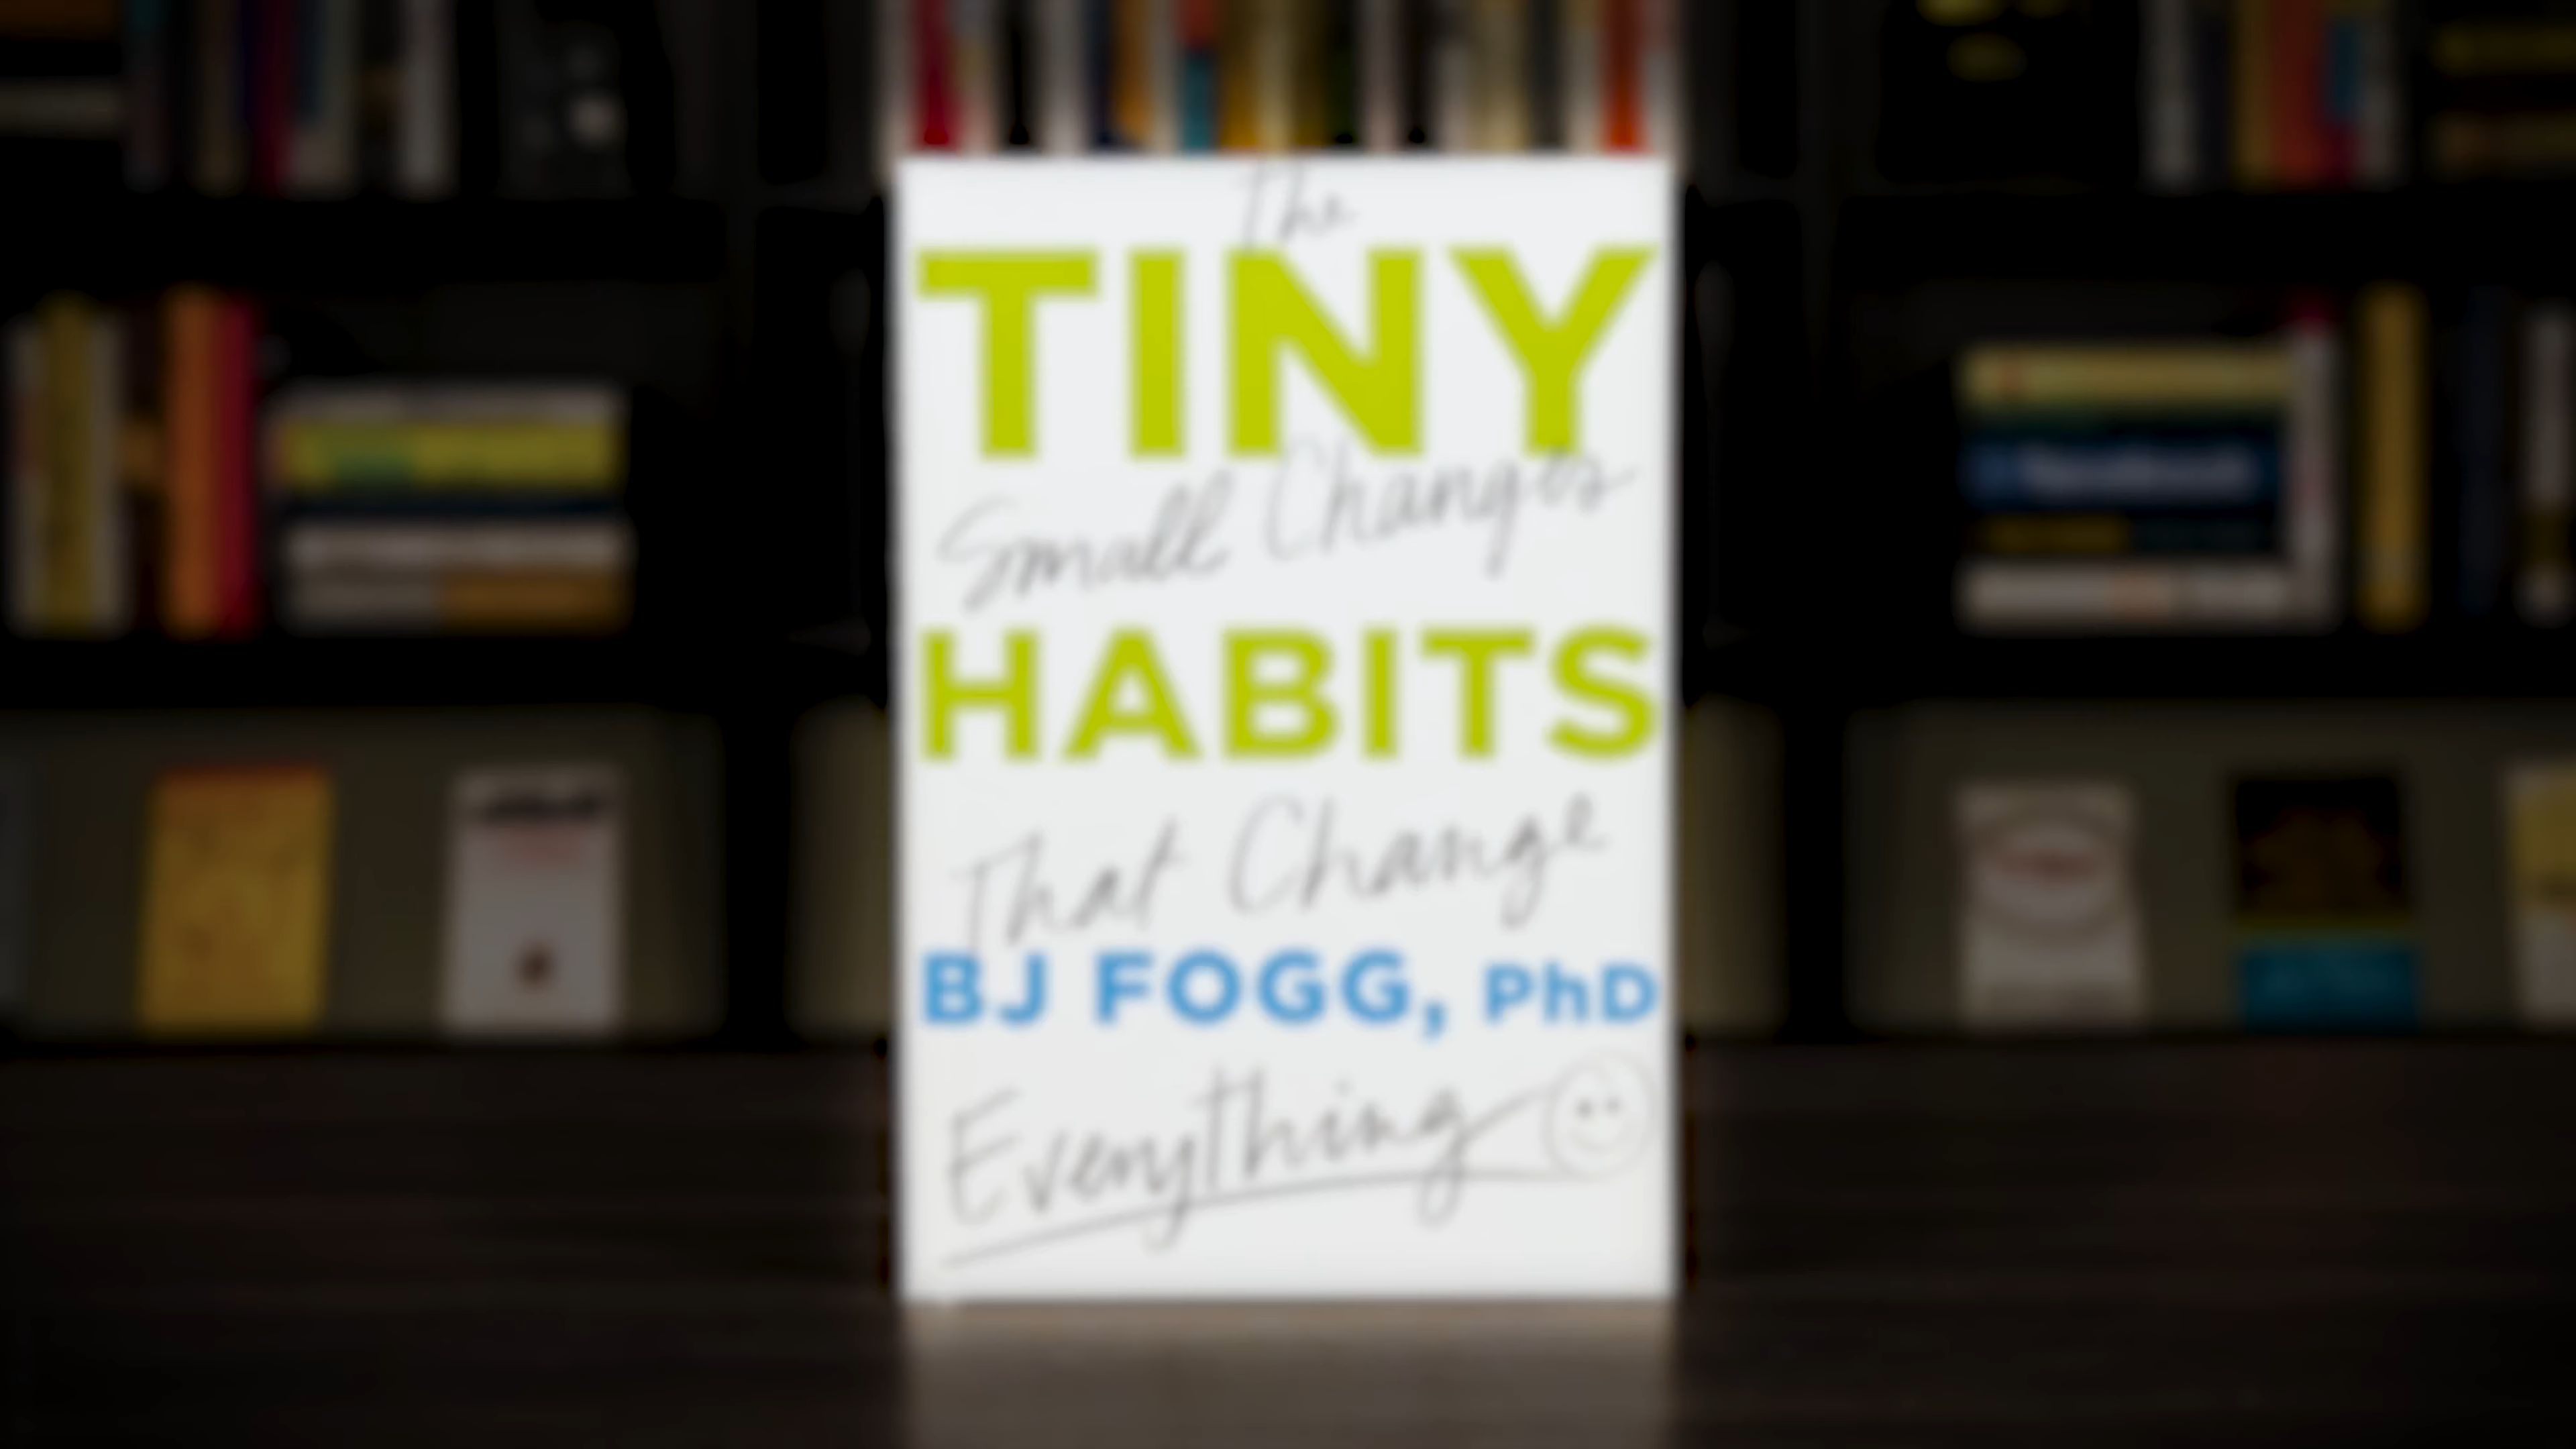 The
TINY
Small Changes
HABITS
That Change
BJ FOGG, PhD
Everything